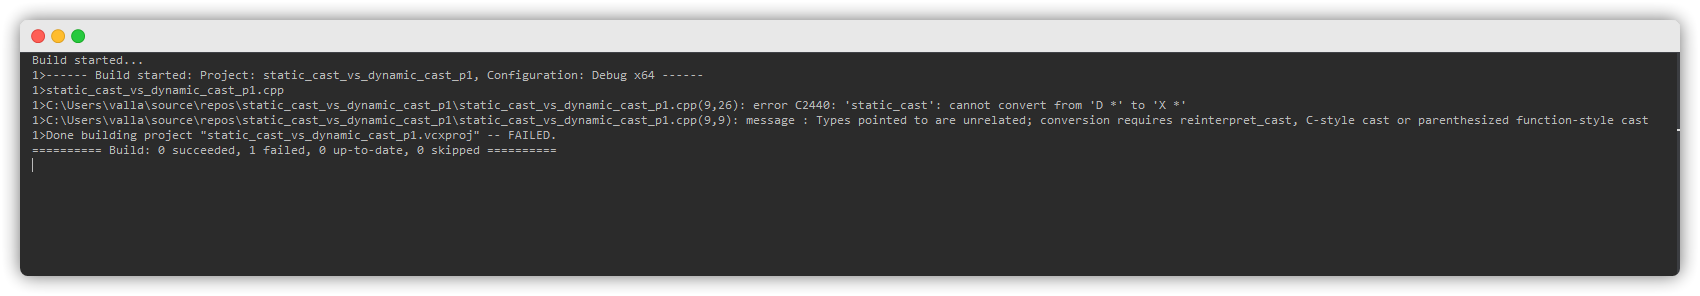 Build started...
1>------ Build started: Project: static_cast_vs_dynamic_cast_p1, Configuration: Debug x64 ------
1>static_cast_vs_dynamic_cast_p1.cpp
1>C:\Users\valla\source\repos\static_cast_vs_dynamic_cast_p1\static_cast_vs_dynamic_cast_p1.cpp(9,26): error C2440: 'static_cast': cannot convert from 'D *' to 'X *'
1>C:\Users\valla\source\repos\static_cast_vs_dynamic_cast_p1\static_cast_vs_dynamic_cast_p1.cpp(9,9): message : Types pointed to are unrelated; conversion requires reinterpret_cast, C-style cast or parenthesized function-style cast
1>Done building project "static_cast_vs_dynamic_cast_p1.vcxproj" -- FAILED.
========== Build: 0 succeeded, 1 failed, 0 up-to-date, 0 skipped ==========